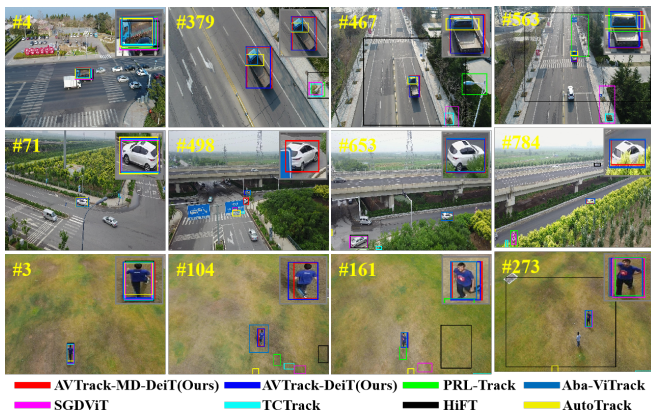 #4 #379 #467 #563
#71 #498 #653 #784
#3 #104 #161 #273
AVTrack-MD-DeiT(Ours) AVTrack-DeiT(Ours) PRL-Track Aba-ViTrack
SGDViT TCTrack HiFT AutoTrack